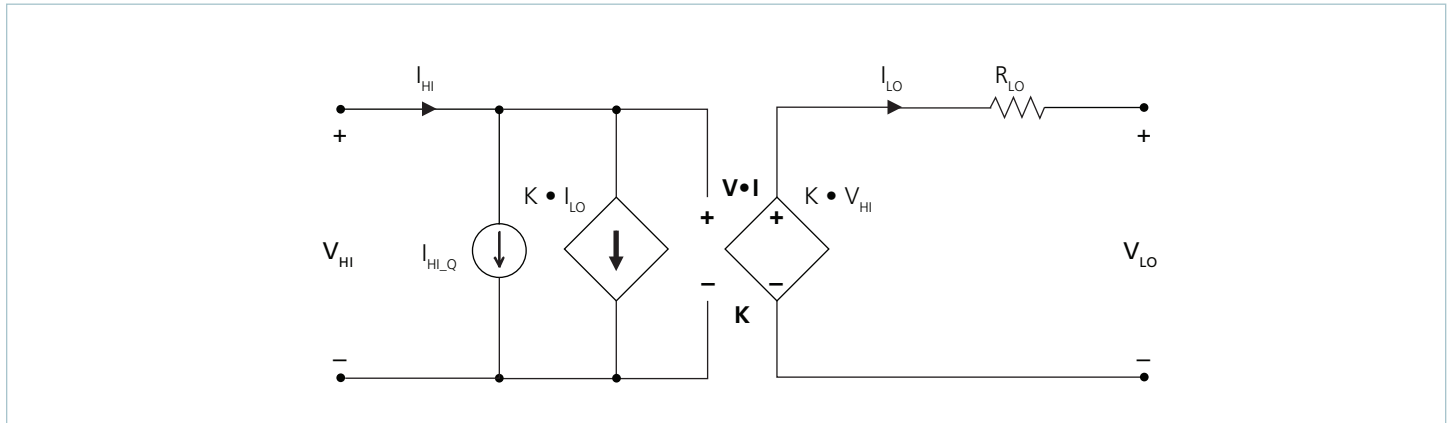 I_HI
I_LO
R_LO
+
+
K • I_LO
V•I
K • V_HI
+
+
V_HI
I_HI_Q
V_LO
–
–
K
–
–